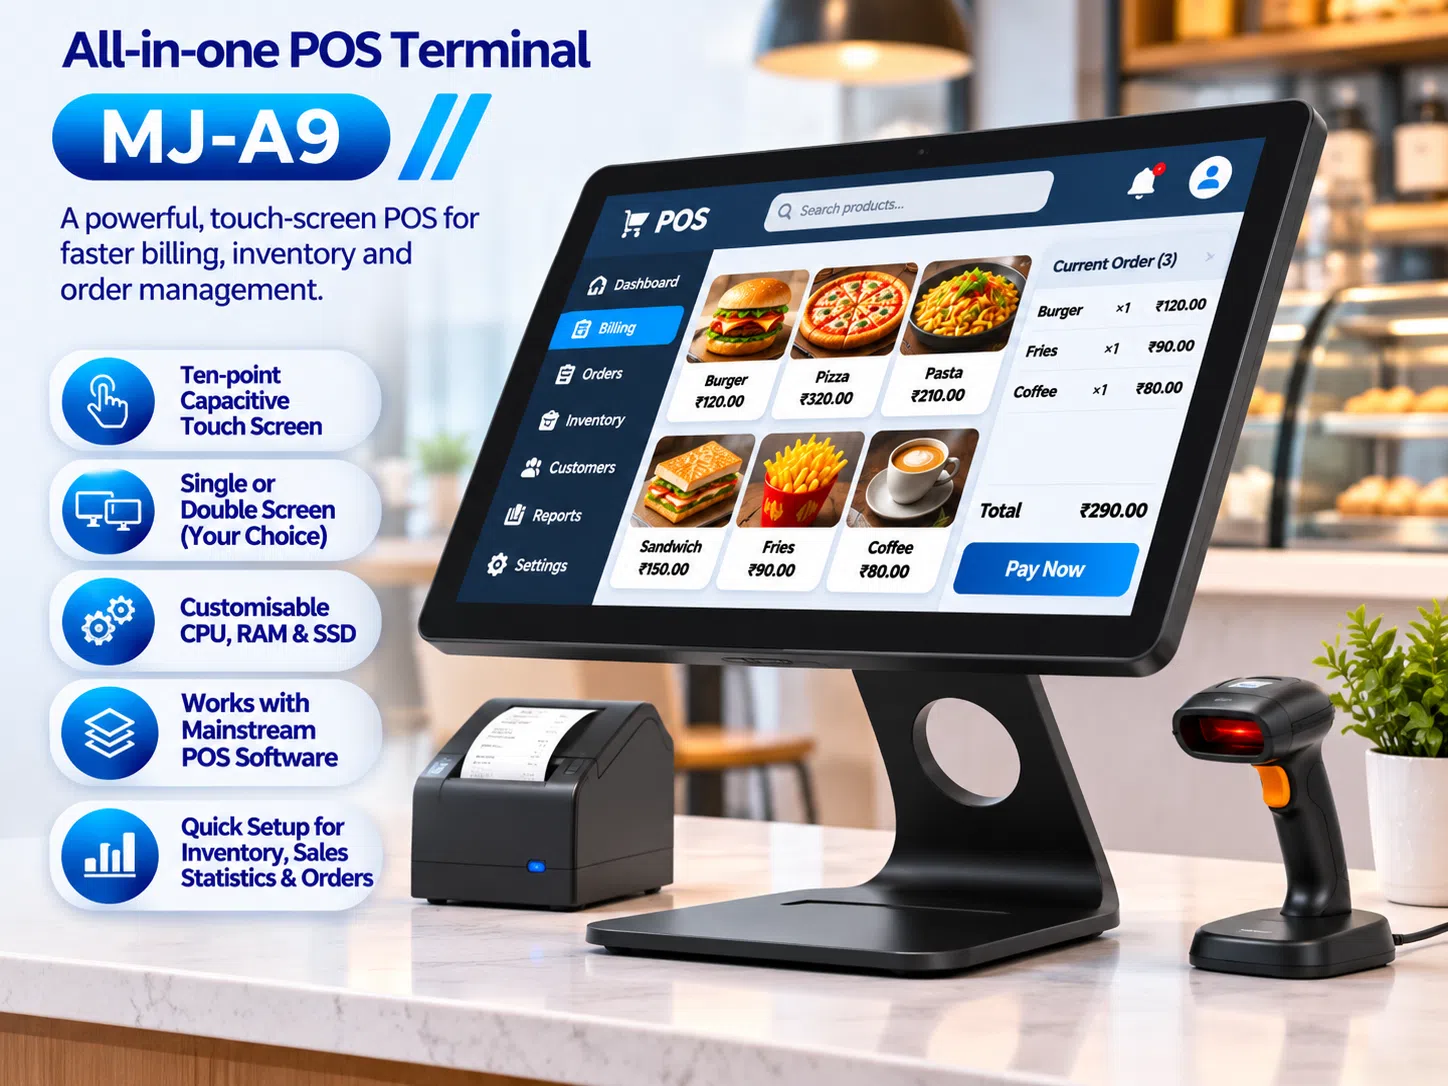 All-in-one POS Terminal
MJ-A9
A powerful, touch-screen POS for
faster billing, inventory and
order management.
Ten-point
Capacitive
Touch Screen
Single or
Double Screen
(Your Choice)
Customisable
CPU, RAM & SSD
Works with
Mainstream
POS Software
Quick Setup for
Inventory, Sales
Statistics & Orders
POS
Search products...
Dashboard
Billing
Orders
Inventory
Customers
Reports
Settings
Burger
₹120.00
Pizza
₹320.00
Pasta
₹210.00
Sandwich
₹150.00
Fries
₹90.00
Coffee
₹80.00
Current Order (3)
Burger ×1 ₹120.00
Fries ×1 ₹90.00
Coffee ×1 ₹80.00
Total ₹290.00
Pay Now